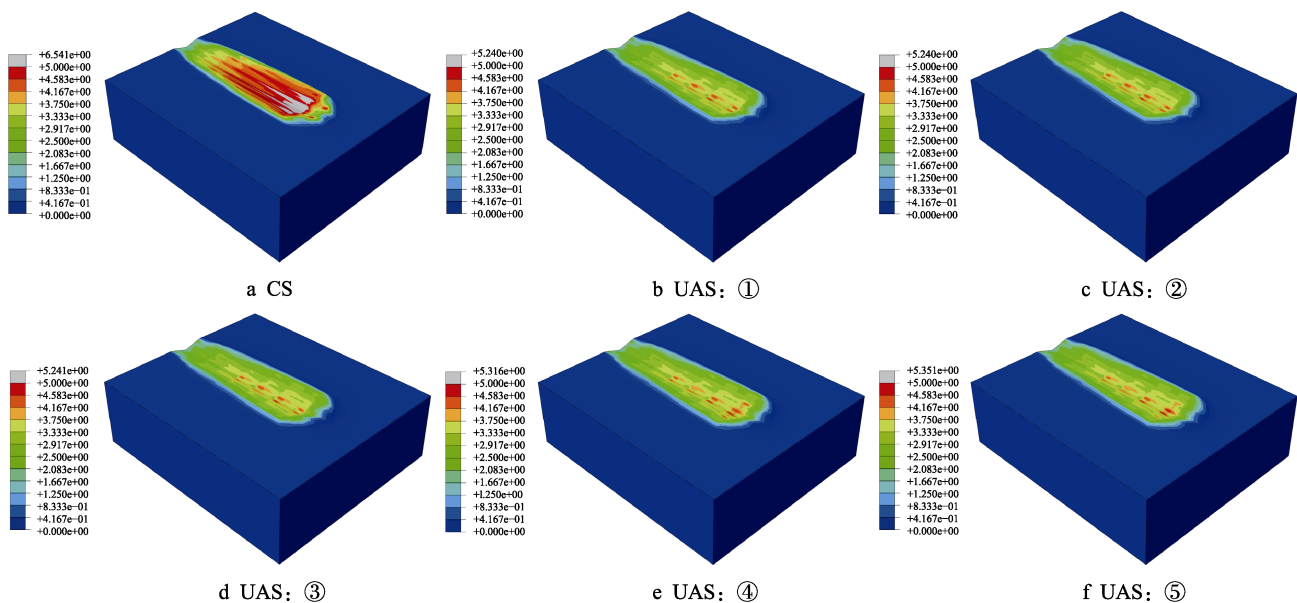 +6.541e+00
+5.000e+00
+4.583e+00
+4.167e+00
+3.750e+00
+3.333e+00
+2.917e+00
+2.500e+00
+2.083e+00
+1.667e+00
+1.250e+00
+8.333e−01
+4.167e−01
+0.000e+00
a CS
+5.240e+00
+5.000e+00
+4.583e+00
+4.167e+00
+3.750e+00
+3.333e+00
+2.917e+00
+2.500e+00
+2.083e+00
+1.667e+00
+1.250e+00
+8.333e−01
+4.167e−01
+0.000e+00
b UAS: ①
+5.240e+00
+5.000e+00
+4.583e+00
+4.167e+00
+3.750e+00
+3.333e+00
+2.917e+00
+2.500e+00
+2.083e+00
+1.667e+00
+1.250e+00
+8.333e−01
+4.167e−01
+0.000e+00
c UAS: ②
+5.241e+00
+5.000e+00
+4.583e+00
+4.167e+00
+3.750e+00
+3.333e+00
+2.917e+00
+2.500e+00
+2.083e+00
+1.667e+00
+1.250e+00
+8.333e−01
+4.167e−01
+0.000e+00
d UAS: ③
+5.316e+00
+5.000e+00
+4.583e+00
+4.167e+00
+3.750e+00
+3.333e+00
+2.917e+00
+2.500e+00
+2.083e+00
+1.667e+00
+1.250e+00
+8.333e−01
+4.167e−01
+0.000e+00
e UAS: ④
+5.351e+00
+5.000e+00
+4.583e+00
+4.167e+00
+3.750e+00
+3.333e+00
+2.917e+00
+2.500e+00
+2.083e+00
+1.667e+00
+1.250e+00
+8.333e−01
+4.167e−01
+0.000e+00
f UAS: ⑤